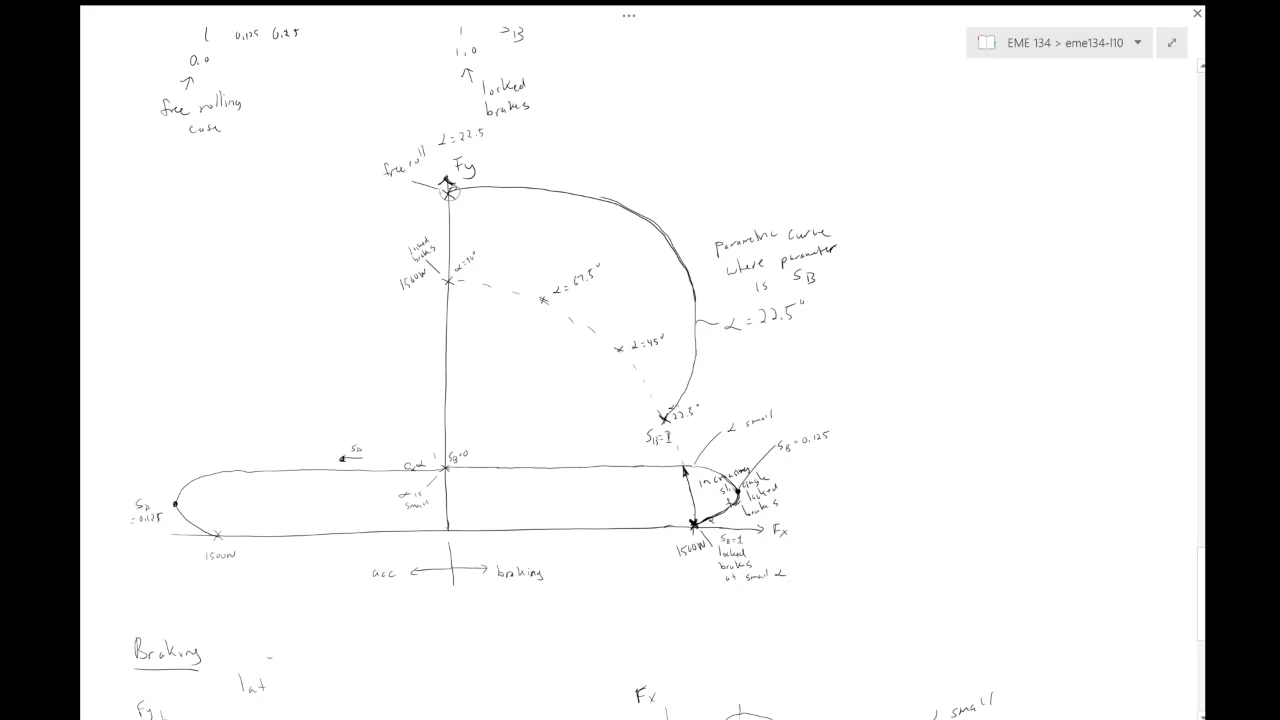 EME 134 > eme134-l10
0.125 0.25
1
→B
0.0
1.0
free rolling
case
locked
brakes
free roll
α=22.5
Fy
locked
brakes
1500N
α=90°
α=67.5°
parametric curve
where parameter
is SB
α=22.5°
α=45°
22.5°
SB=1
α small
SB=0.125
Cαα
SB=0
α is
small
increasing
slip angle
locked
brakes
= 0.125
1500N
1500N
SB=1
locked
brakes
at small α
Fx
acc
braking
Braking
lat
Fy
Fx
small